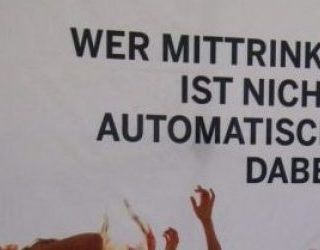 WER MITTRINK
IST NICH
AUTOMATISC
DABE